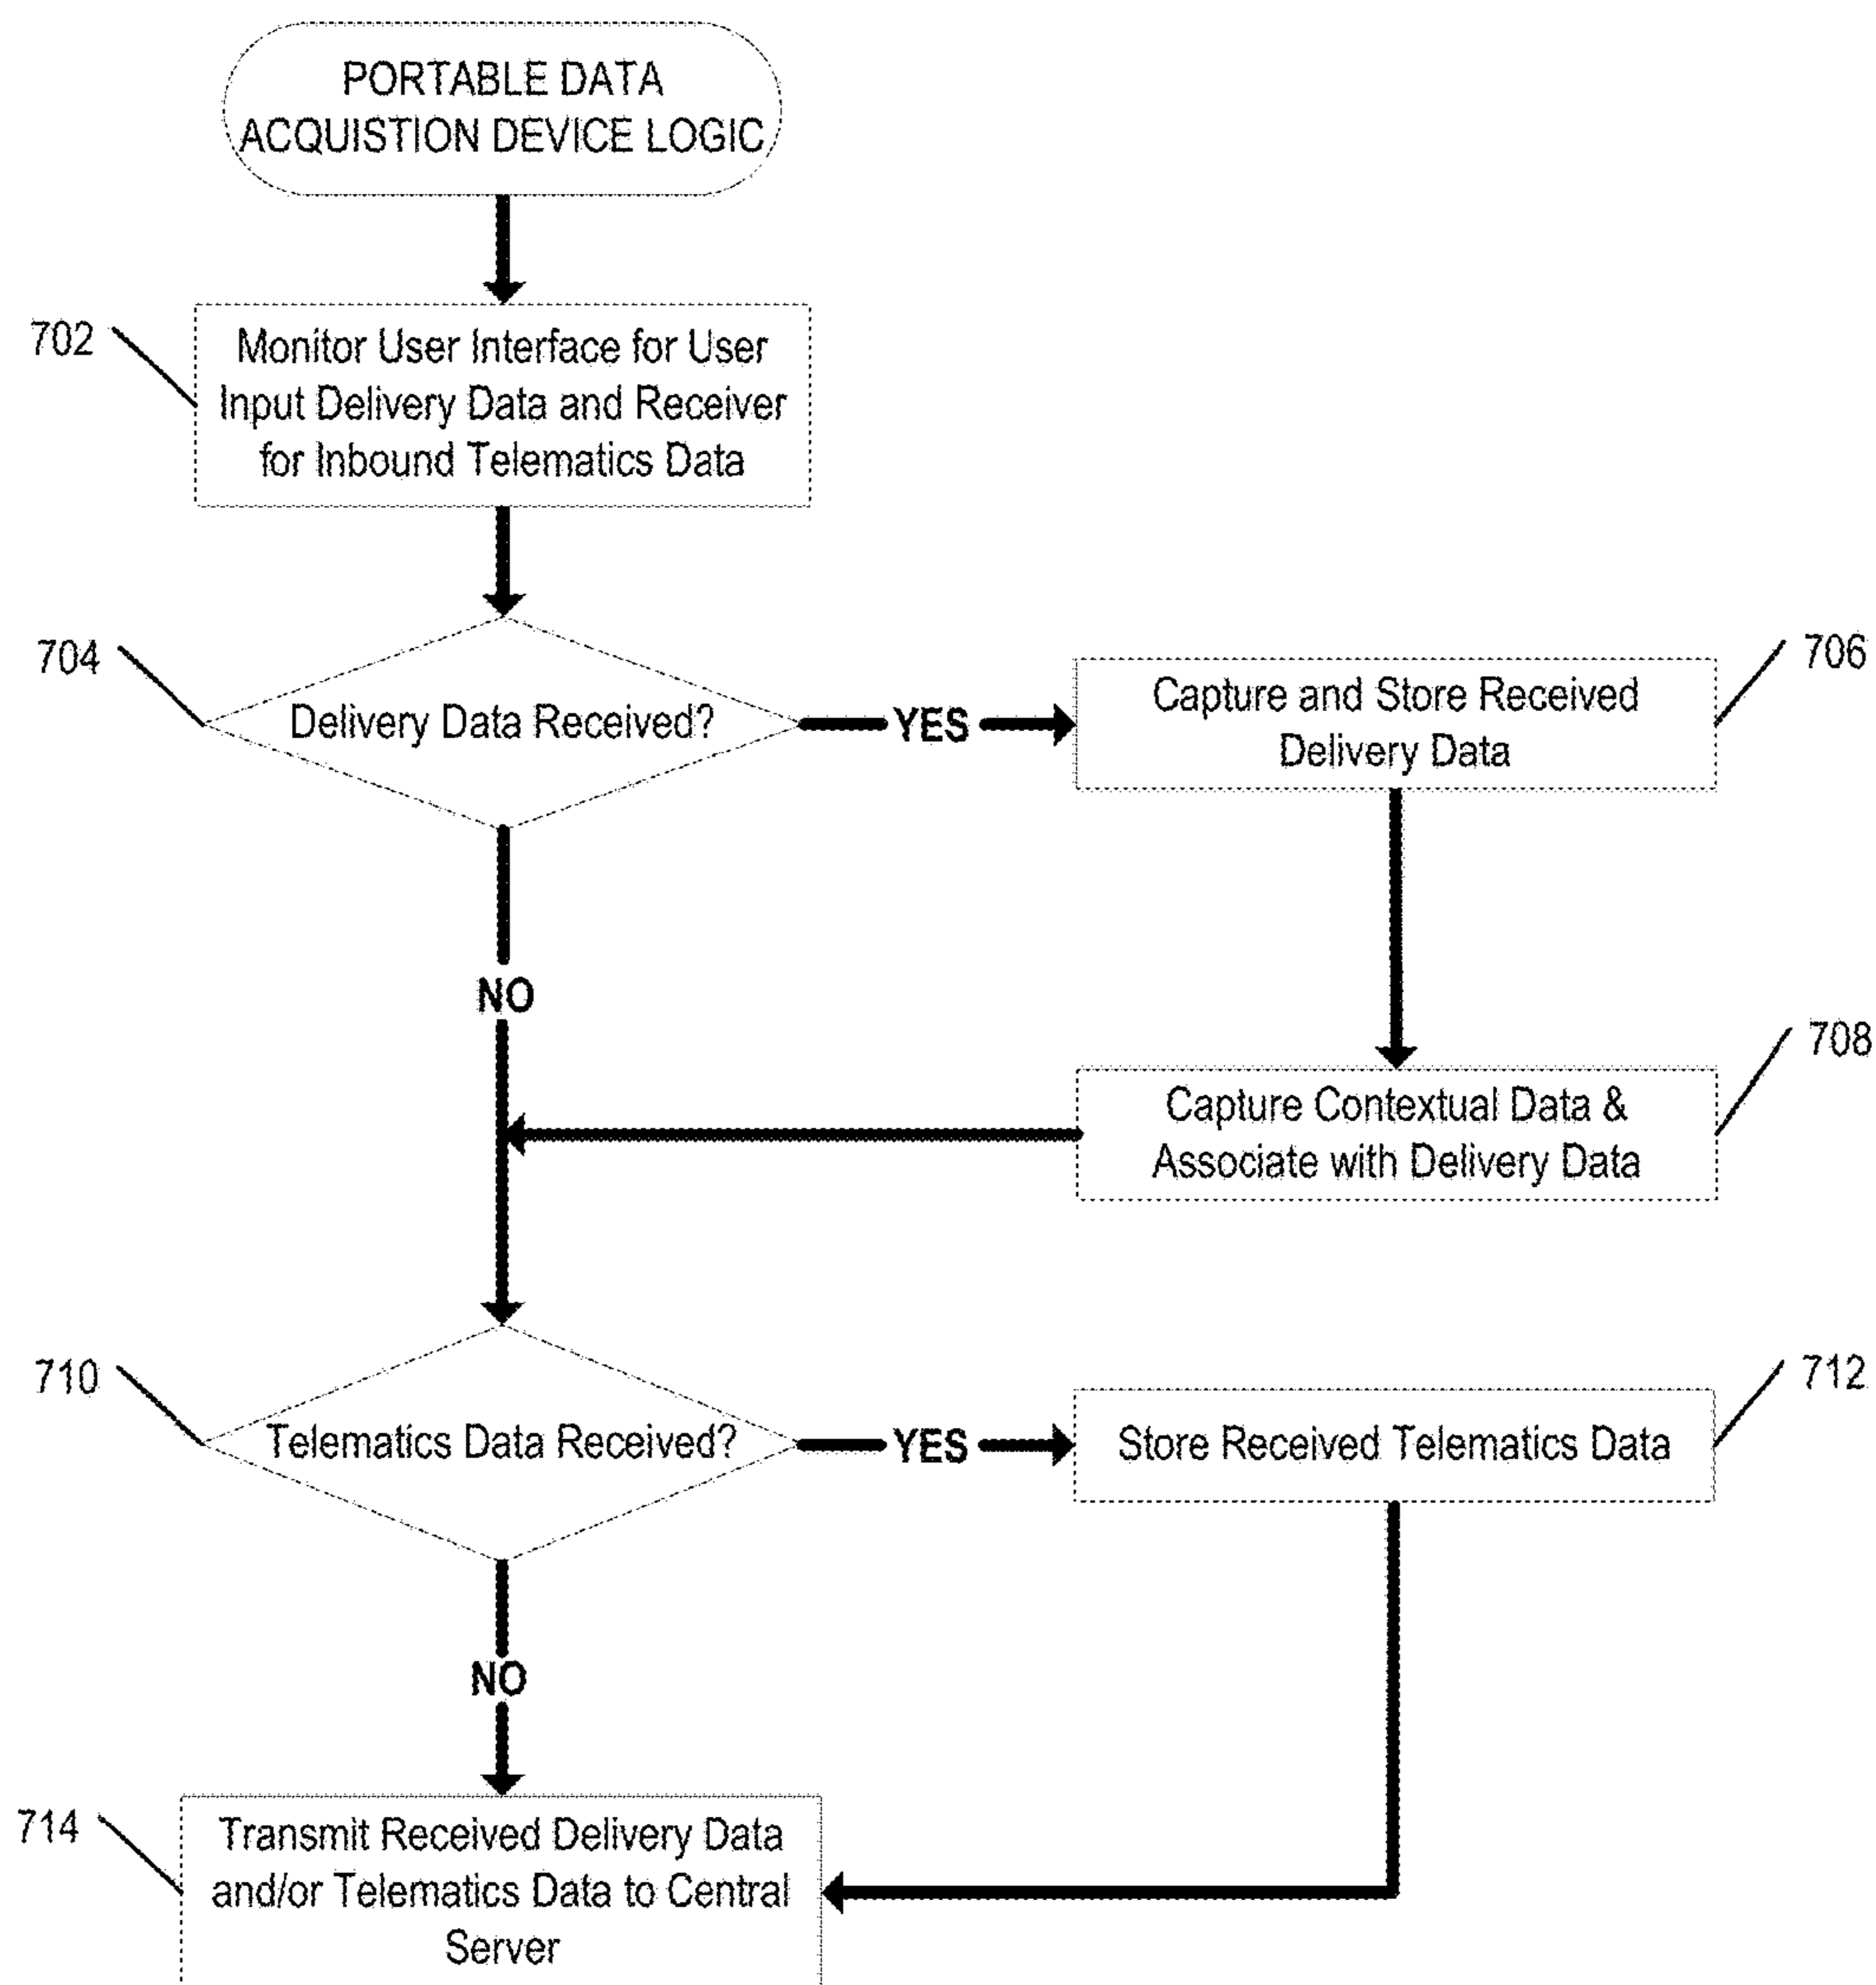 PORTABLE DATA
ACQUISTION DEVICE LOGIC
702
Monitor User Interface for User
Input Delivery Data and Receiver
for Inbound Telematics Data
704
Delivery Data Received?
YES
706
Capture and Store Received
Delivery Data
NO
708
Capture Contextual Data &
Associate with Delivery Data
710
Telematics Data Received?
YES
712
Store Received Telematics Data
NO
714
Transmit Received Delivery Data
and/or Telematics Data to Central
Server